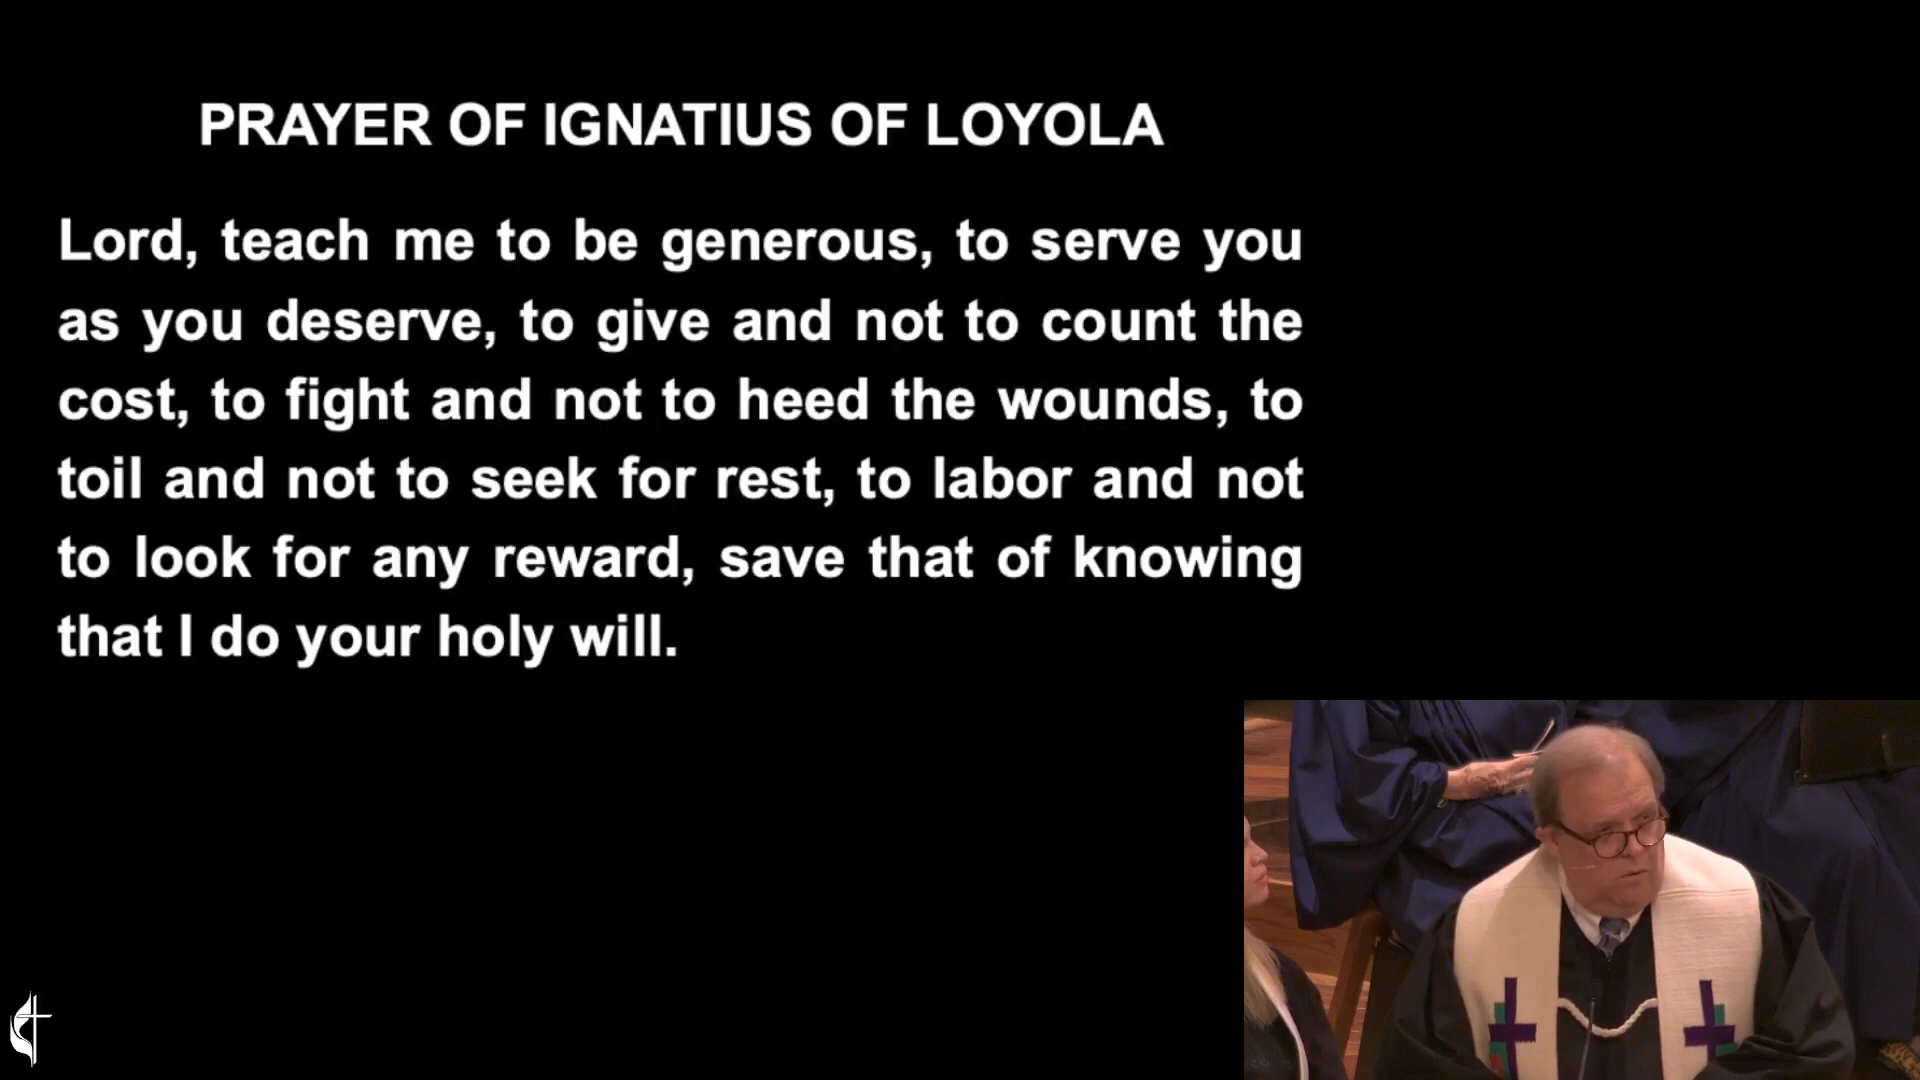 PRAYER OF IGNATIUS OF LOYOLA
Lord, teach me to be generous, to serve you
as you deserve, to give and not to count the
cost, to fight and not to heed the wounds, to
toil and not to seek for rest, to labor and not
to look for any reward, save that of knowing
that I do your holy will.